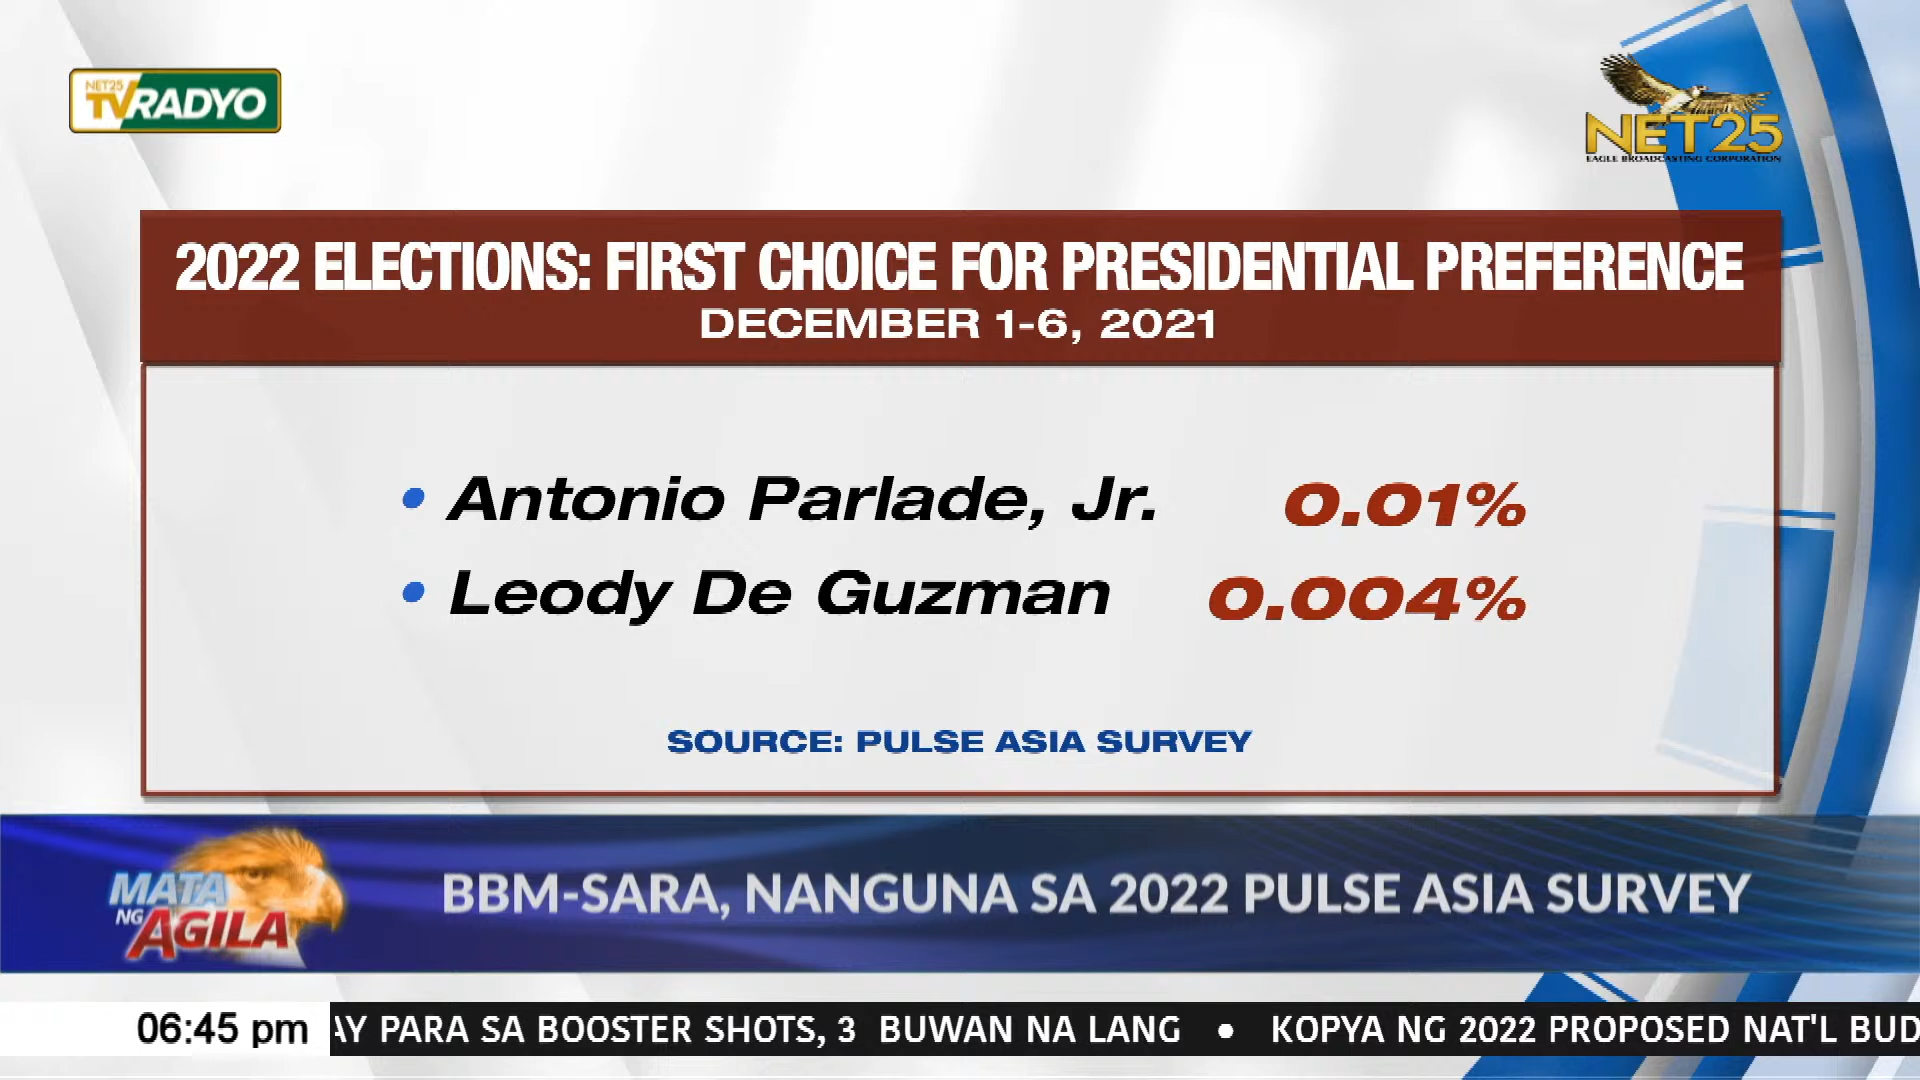 NET25
TVRADYO
NET25
EAGLE BROADCASTING CORPORATION
2022 ELECTIONS: FIRST CHOICE FOR PRESIDENTIAL PREFERENCE
DECEMBER 1-6, 2021
• Antonio Parlade, Jr. 0.01%
• Leody De Guzman 0.004%
SOURCE: PULSE ASIA SURVEY
MATA
NG AGILA
BBM-SARA, NANGUNA SA 2022 PULSE ASIA SURVEY
06:45 pm
AY PARA SA BOOSTER SHOTS, 3 BUWAN NA LANG • KOPYA NG 2022 PROPOSED NAT'L BUD